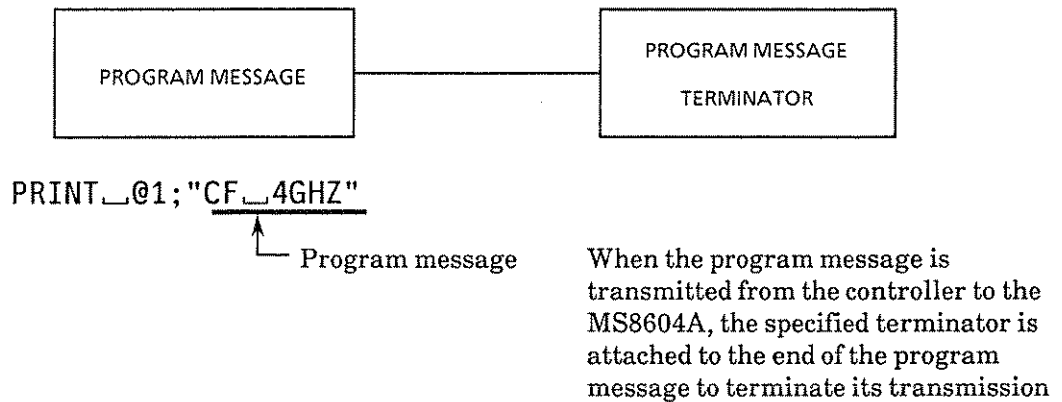 PROGRAM MESSAGE
PROGRAM MESSAGE
TERMINATOR
PRINT⎵@1;"CF⎵4GHZ"
Program message
When the program message is
transmitted from the controller to the
MS8604A, the specified terminator is
attached to the end of the program
message to terminate its transmission